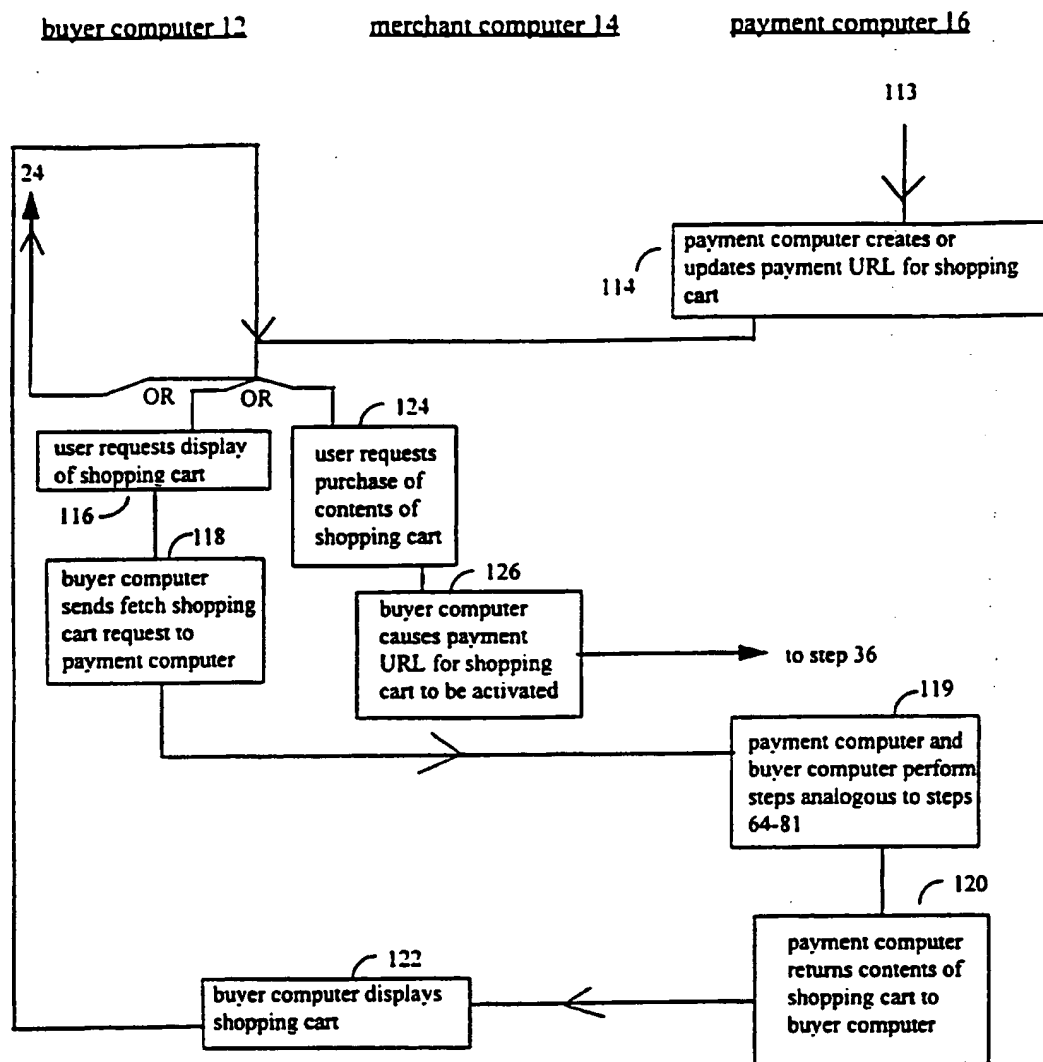 buyer computer 12
merchant computer 14
payment computer 16
113
24
payment computer creates or
updates payment URL for shopping
cart
114
OR
OR
124
user requests display
of shopping cart
116
user requests
purchase of
contents of
shopping cart
118
buyer computer
sends fetch shopping
cart request to
payment computer
126
buyer computer
causes payment
URL for shopping
cart to be activated
to step 36
119
payment computer and
buyer computer perform
steps analogous to steps
64-81
120
payment computer
returns contents of
shopping cart to
buyer computer
122
buyer computer displays
shopping cart